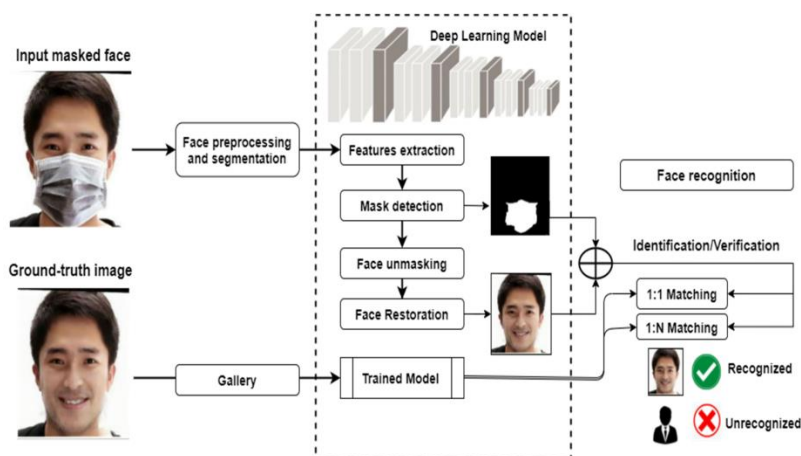 Deep Learning Model
Input masked face
Face preprocessing
and segmentation
Features extraction
Mask detection
Face unmasking
Face Restoration
Face recognition
Identification/Verification
1:1 Matching
1:N Matching
Ground-truth image
Gallery
Trained Model
Recognized
Unrecognized